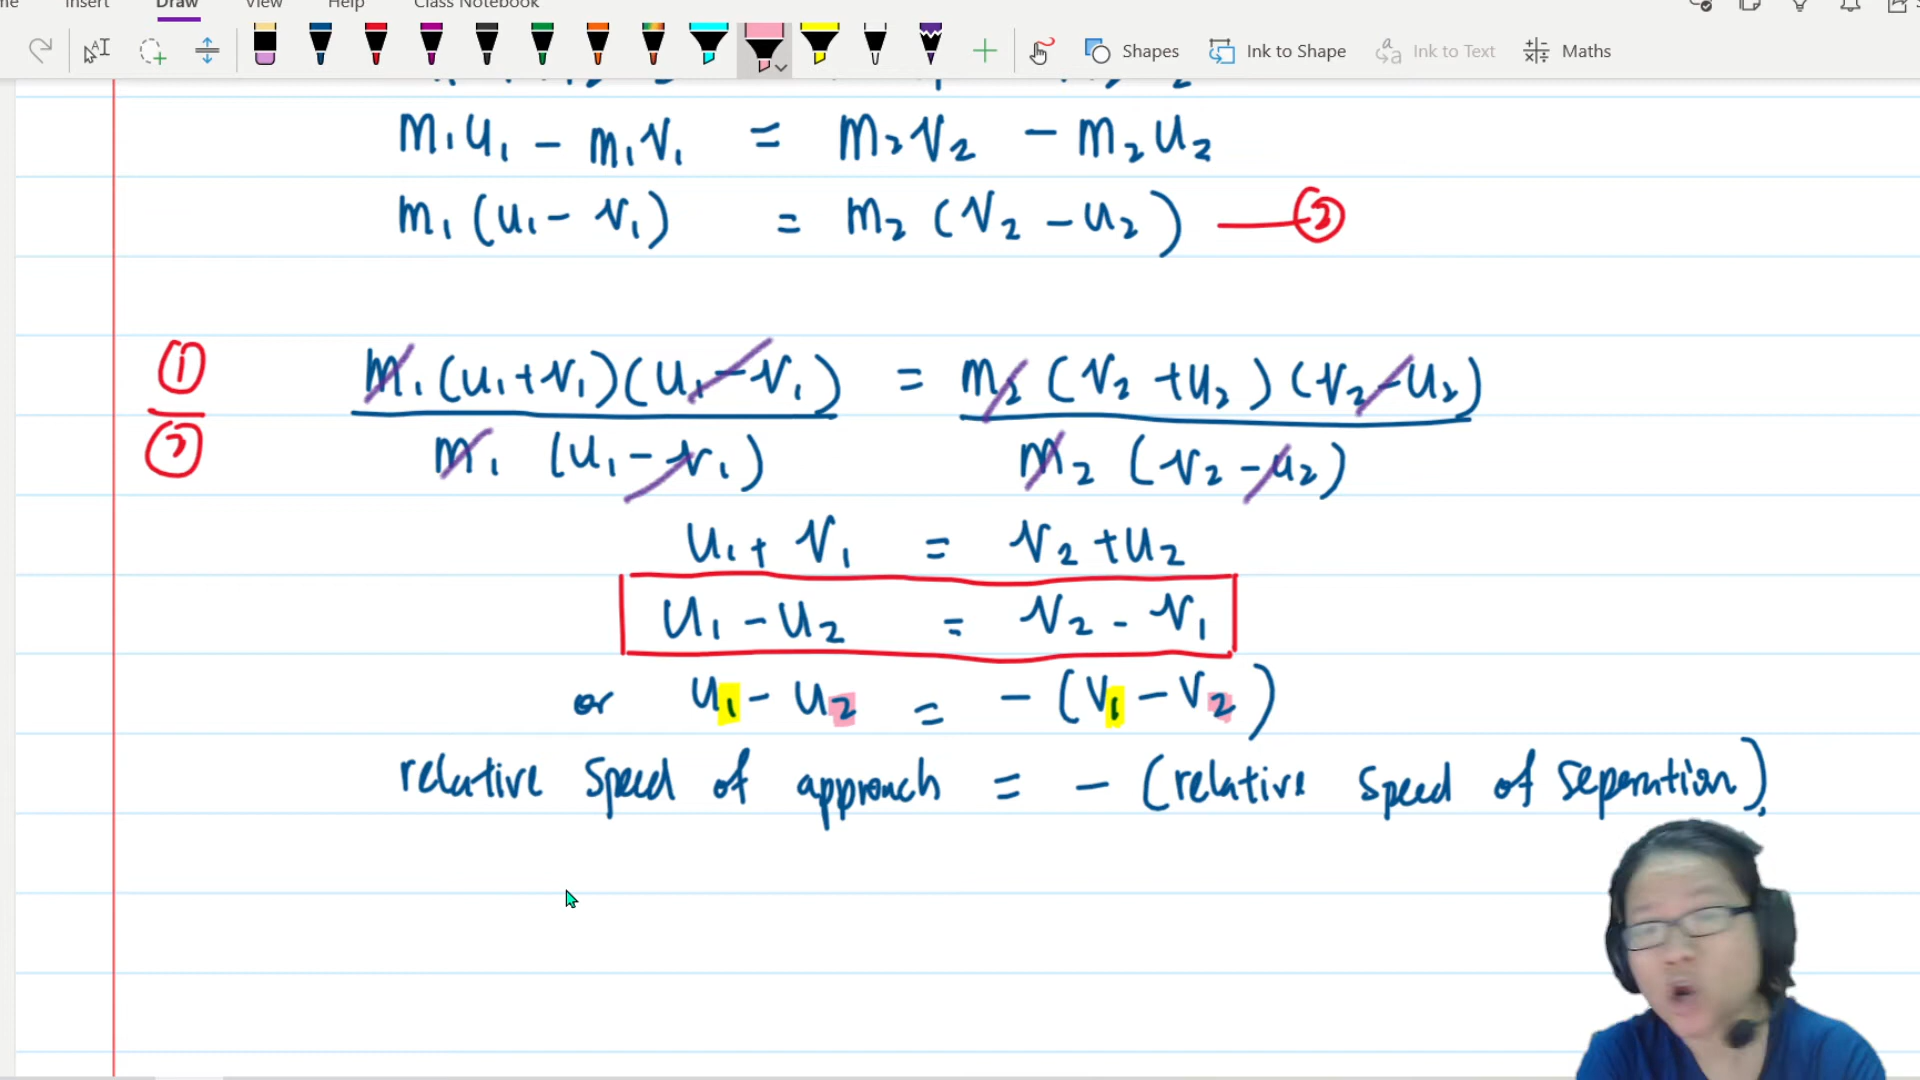 Insert Draw View Help Class Notebook
Shapes Ink to Shape Ink to Text Maths
m₁u₁ - m₁v₁ = m₂v₂ - m₂u₂
m₁(u₁ - v₁) = m₂(v₂ - u₂) — ②
①/② m₁(u₁+v₁)(u₁-v₁) / m₁(u₁-v₁) = m₂(v₂+u₂)(v₂-u₂) / m₂(v₂-u₂)
u₁ + v₁ = v₂ + u₂
u₁ - u₂ = v₂ - v₁
or u₁ - u₂ = -(v₁ - v₂)
relative speed of approach = - (relative speed of separation).